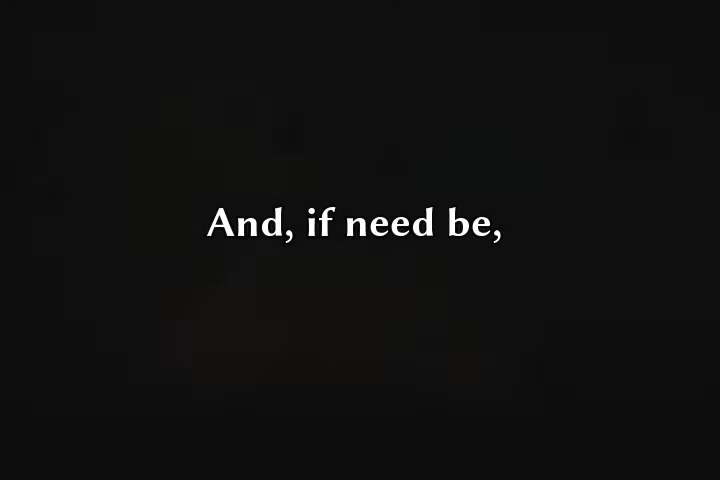 And, if need be,